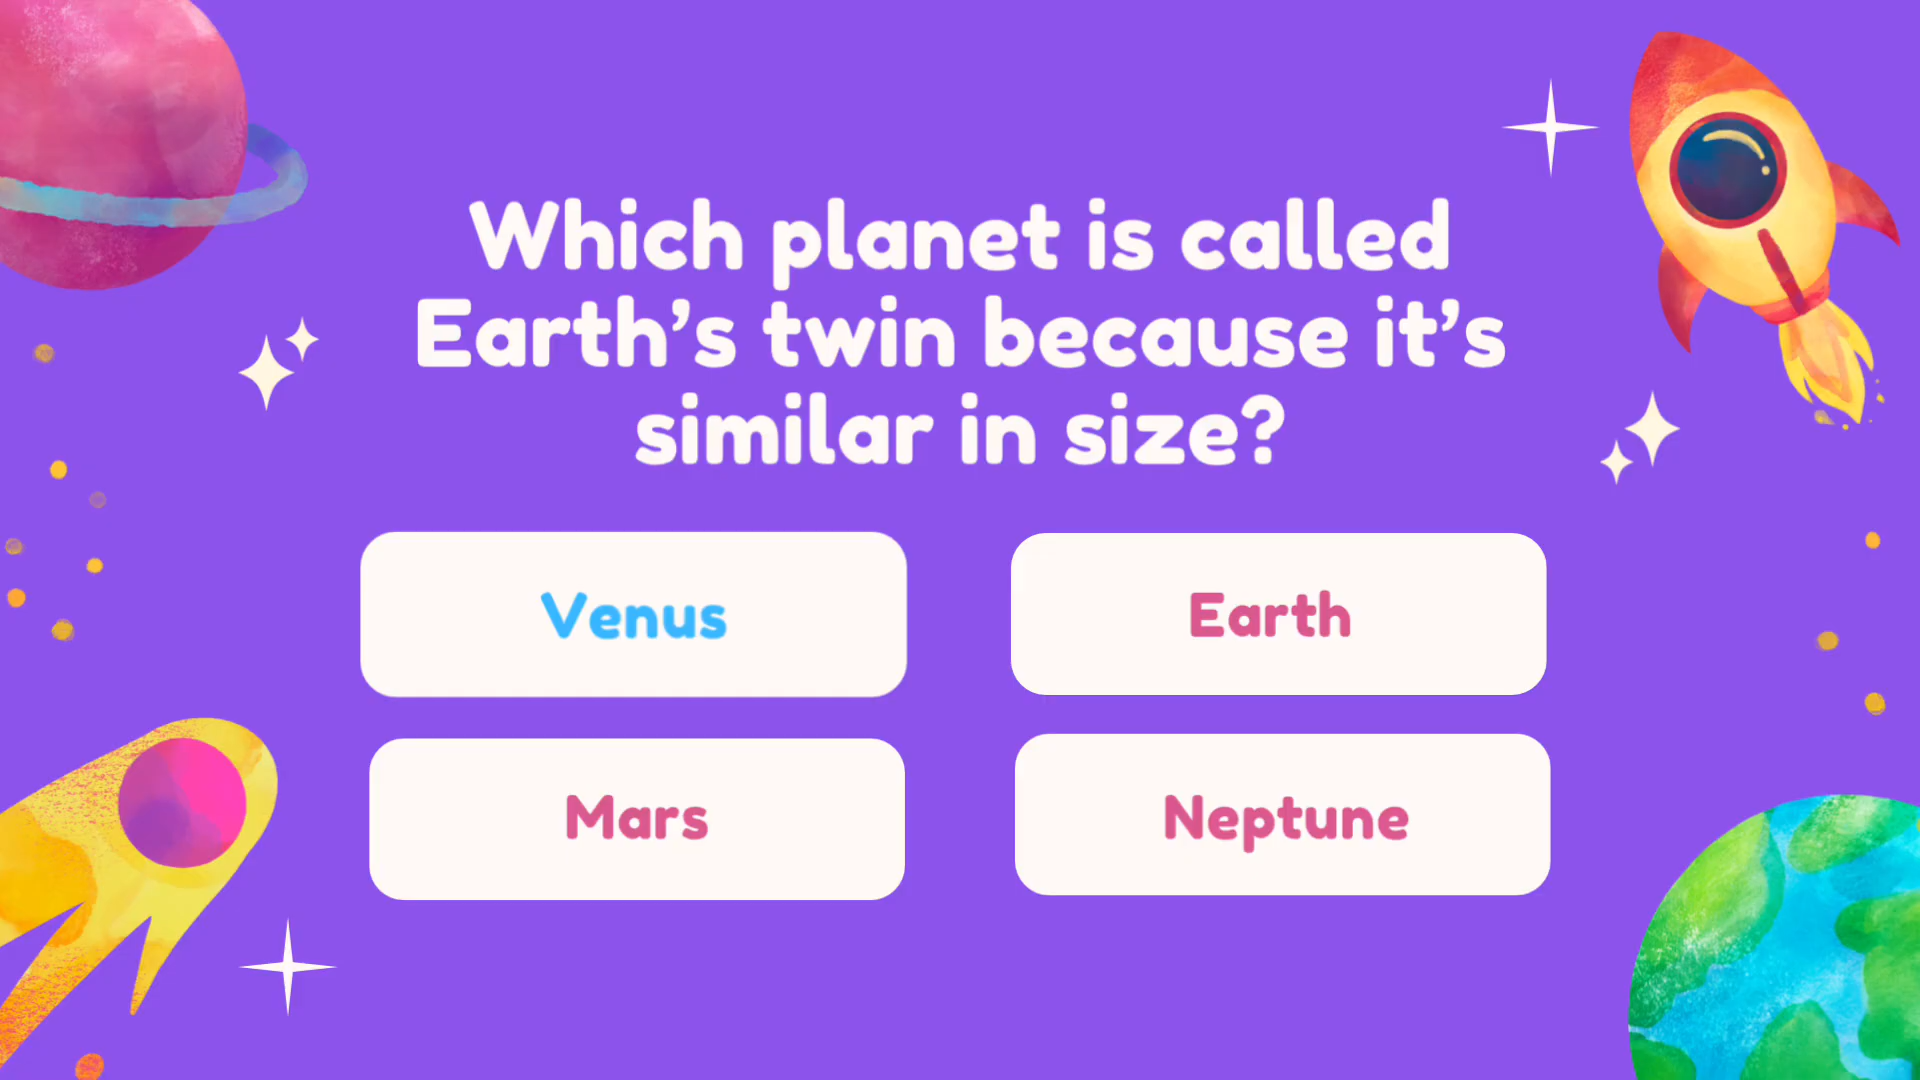 Which planet is called
Earth’s twin because it’s
similar in size?
Venus
Earth
Mars
Neptune